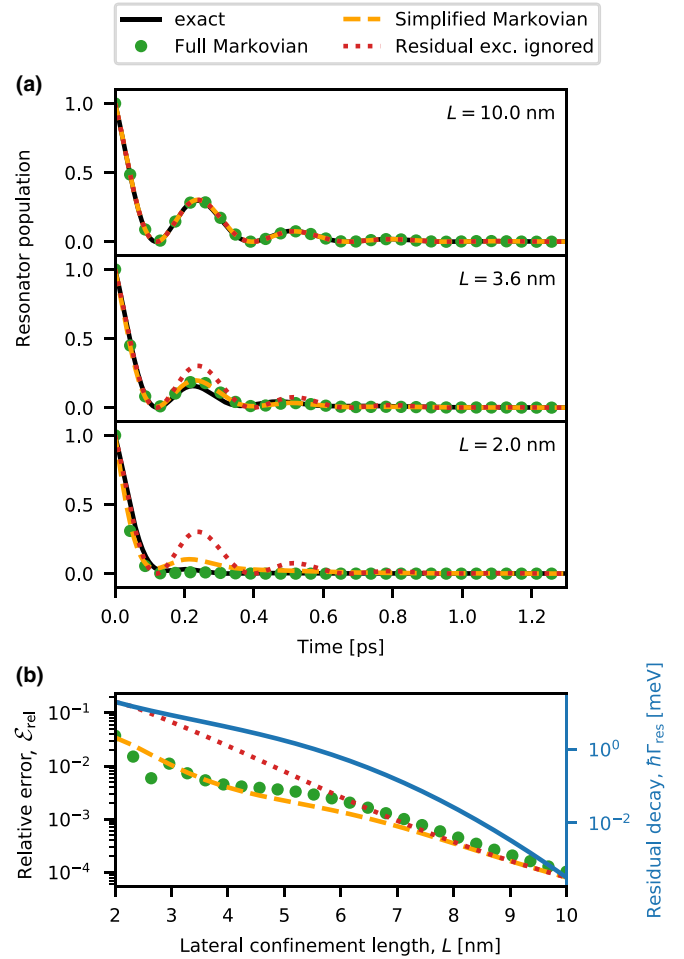 exact
Full Markovian
Simplified Markovian
Residual exc. ignored
(a)
Resonator population
1.0
0.5
0.0
L = 10.0 nm
1.0
0.5
0.0
L = 3.6 nm
1.0
0.5
0.0
L = 2.0 nm
0.0 0.2 0.4 0.6 0.8 1.0 1.2
Time [ps]
(b)
Relative error, ℰrel
10⁻¹
10⁻²
10⁻³
10⁻⁴
10⁰
10⁻²
Residual decay, ℏΓres [meV]
2 3 4 5 6 7 8 9 10
Lateral confinement length, L [nm]